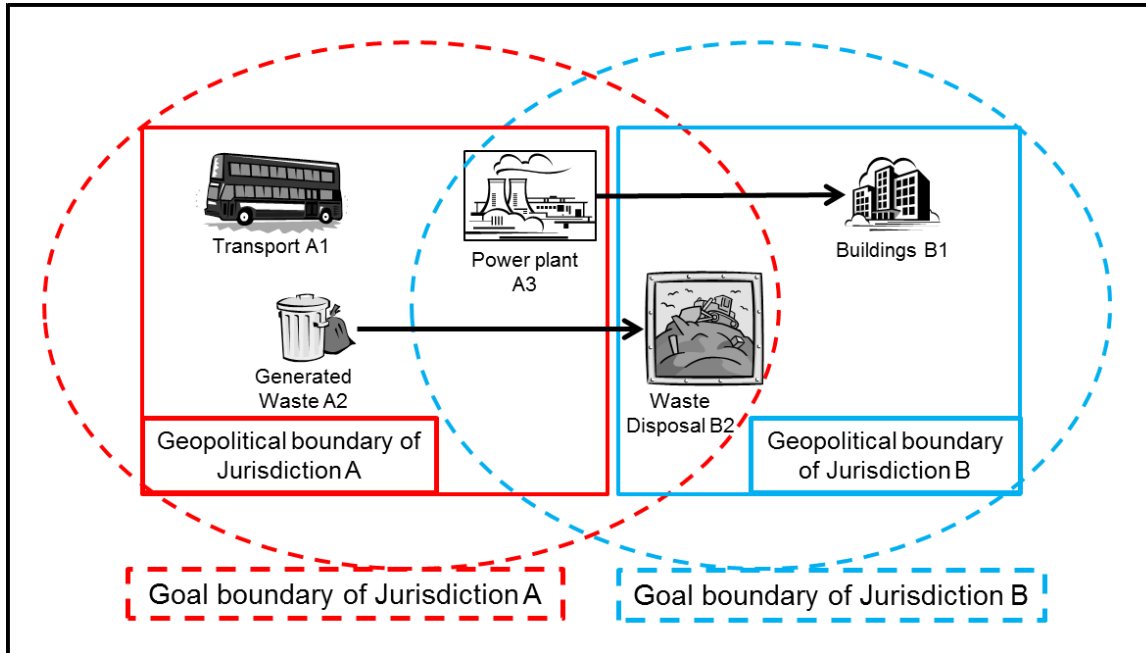 Transport A1
Power plant
A3
Buildings B1
Generated
Waste A2
Waste
Disposal B2
Geopolitical boundary of
Jurisdiction A
Geopolitical boundary
of Jurisdiction B
Goal boundary of Jurisdiction A
Goal boundary of Jurisdiction B